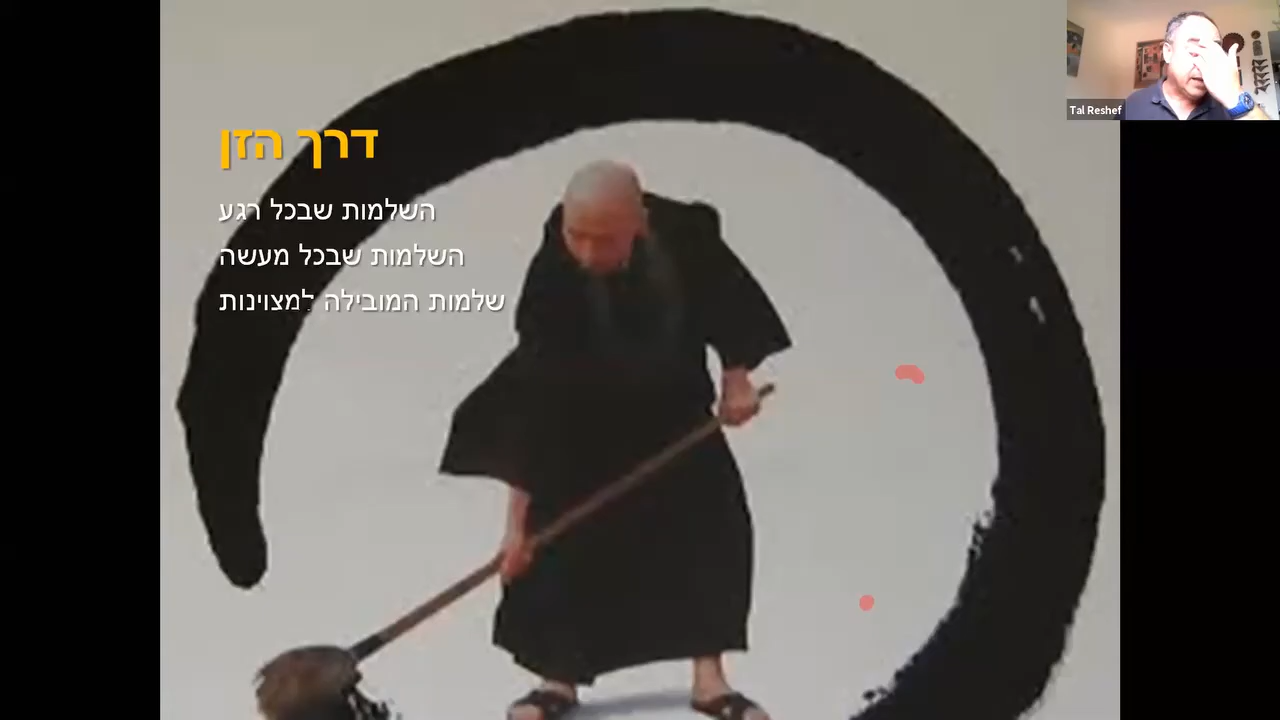 דרך הזן
השלמות שבכל רגע
השלמות שבכל מעשה
שלמות המובילה למצוינות
Tal Reshef